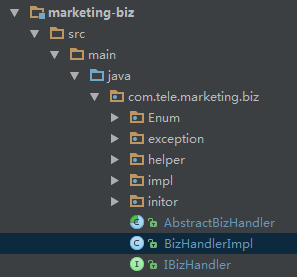 marketing-biz
src
main
java
com.tele.marketing.biz
Enum
exception
helper
impl
initor
AbstractBizHandler
BizHandlerImpl
IBizHandler